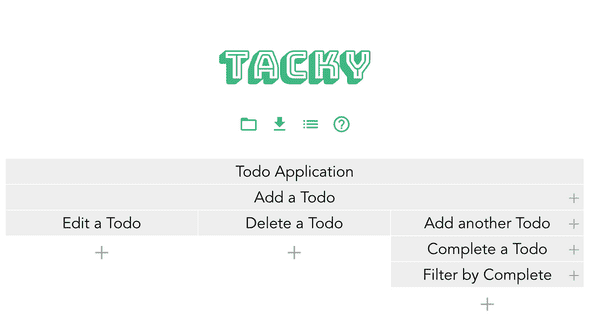 TACKY
Todo Application
Add a Todo
Edit a Todo Delete a Todo Add another Todo
Complete a Todo
Filter by Complete